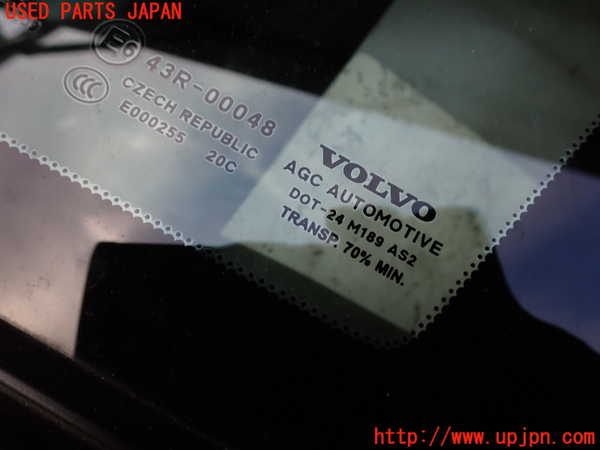 USED PARTS JAPAN
E6
43R-00048
CCC
CZECH REPUBLIC
E000255 20C
VOLVO
AGC AUTOMOTIVE
DOT-24 M189 AS2
TRANSP. 70% MIN.
http://www.upjpn.com/